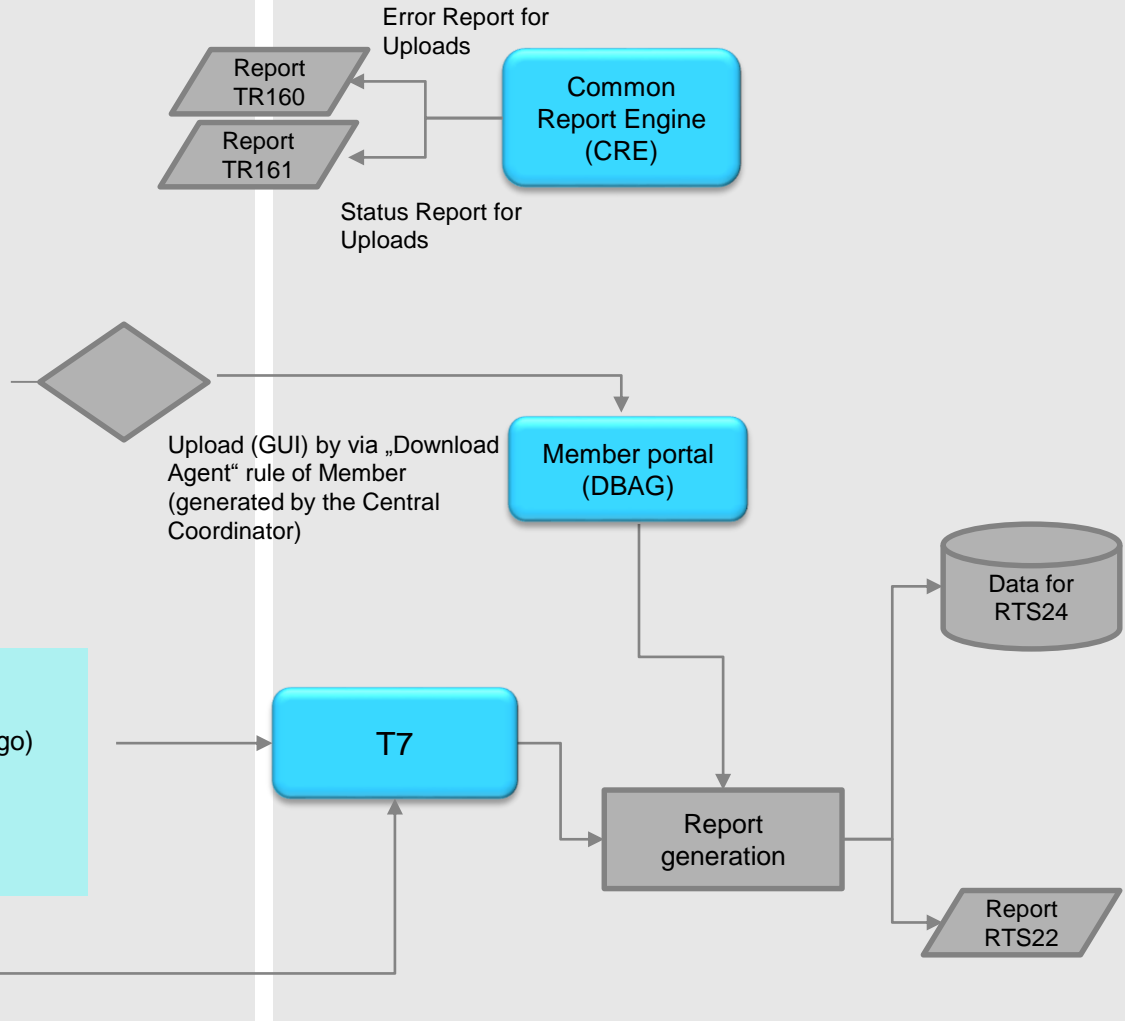 Error Report for
Uploads
Report
TR160
Common
Report Engine
(CRE)
Report
TR161
Status Report for
Uploads
Upload (GUI) by via „Download
Agent“ rule of Member
(generated by the Central
Coordinator)
Member portal
(DBAG)
Data for
RTS24
go)
T7
Report
generation
Report
RTS22